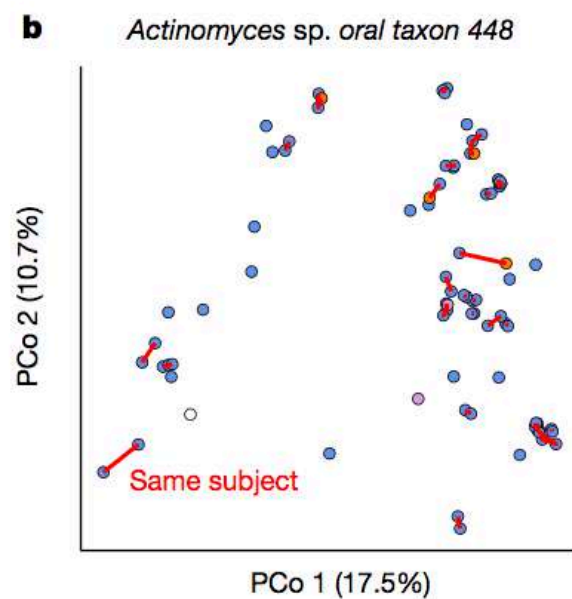 b
Actinomyces sp. oral taxon 448
PCo 2 (10.7%)
Same subject
PCo 1 (17.5%)